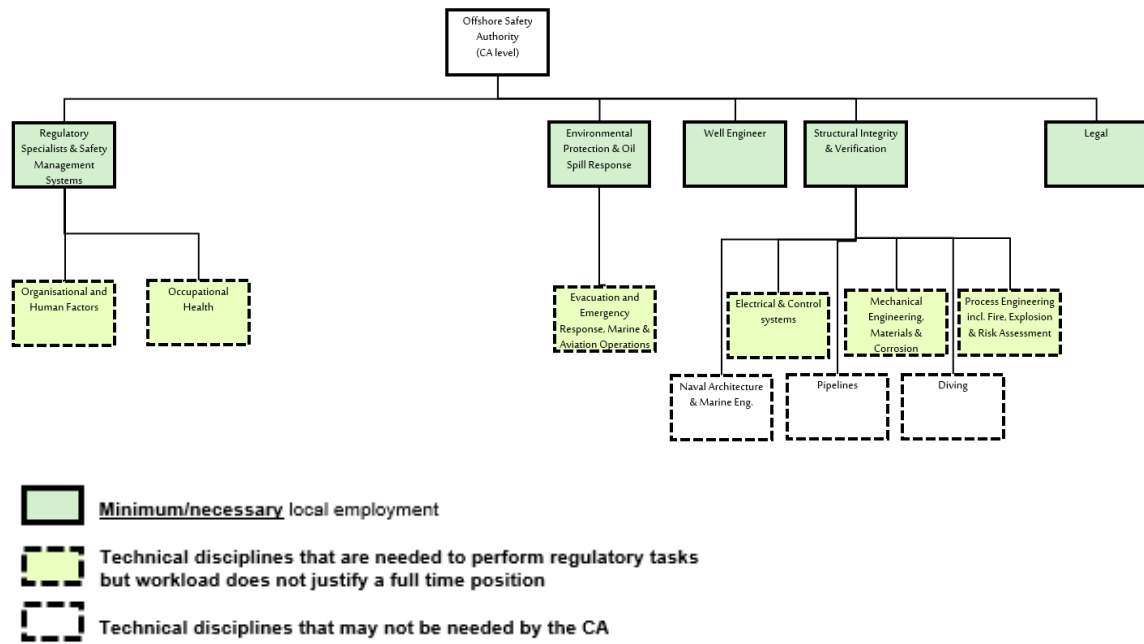 Offshore Safety
Authority
(CA level)
Regulatory
Specialists & Safety
Management
Systems
Environmental
Protection & Oil
Spill Response
Well Engineer
Structural Integrity
& Verification
Legal
Organisational and
Human Factors
Occupational
Health
Evacuation and
Emergency
Response, Marine &
Aviation Operations
Electrical & Control
systems
Mechanical
Engineering,
Materials &
Corrosion
Process Engineering
incl. Fire, Explosion
& Risk Assessment
Naval Architecture
& Marine Eng.
Pipelines
Diving
Minimum/necessary local employment
Technical disciplines that are needed to perform regulatory tasks
but workload does not justify a full time position
Technical disciplines that may not be needed by the CA